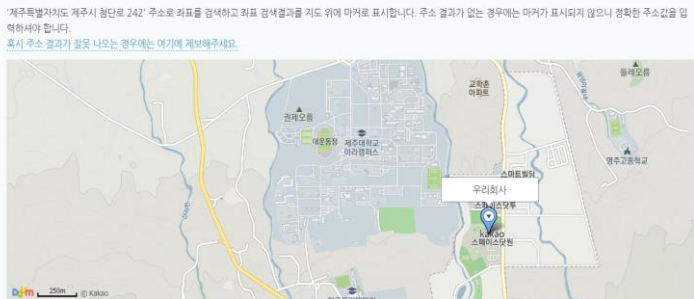 '제주특별자치도 제주시 첨단로 242' 주소로 좌표를 검색하고 좌표 검색결과를 지도 위에 마커로 표시합니다. 주소 결과가 없는 경우에는 마커가 표시되지 않으니 정확한 주소값을 입
력하셔야 합니다.
혹시 주소 결과가 잘못 나오는 경우에는 여기에 제보해주세요.
들레오름
교학촌
아파트
권제오름
대운동장
제주대학교
아라캠퍼스
영주고등학교
스마트빌딩
우리회사
스페이스닷투
kakao
스페이스닷원
250m
© Kakao